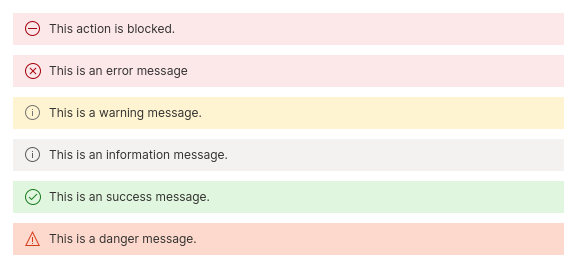 This action is blocked.
This is an error message
This is a warning message.
This is an information message.
This is an success message.
This is a danger message.